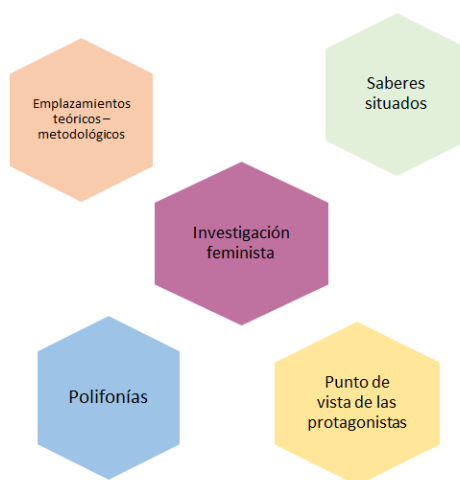 Emplazamientos
teóricos –
metodológicos
Saberes
situados
Investigación
feminista
Polifonías
Punto de
vista de las
protagonistas